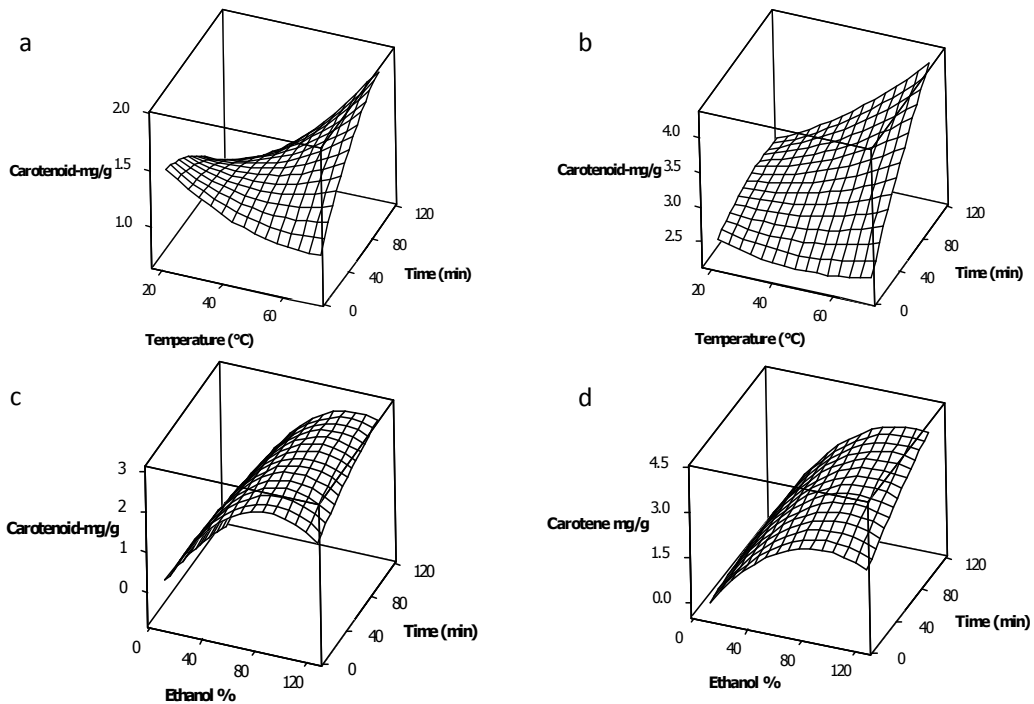 a
2.0
Carotenoid-mg/g
1.5
1.0
20
40
60
0
40
80
120
Time (min)
Temperature (°C)
b
4.0
Carotenoid-mg/g
3.5
3.0
2.5
20
40
60
0
40
80
120
Time (min)
Temperature (°C)
c
3
2
Carotenoid-mg/g
1
0
0
40
80
120
0
40
80
120
Time (min)
Ethanol %
d
4.5
3.0
Carotene mg/g
1.5
0.0
0
40
80
120
0
40
80
120
Time (min)
Ethanol %